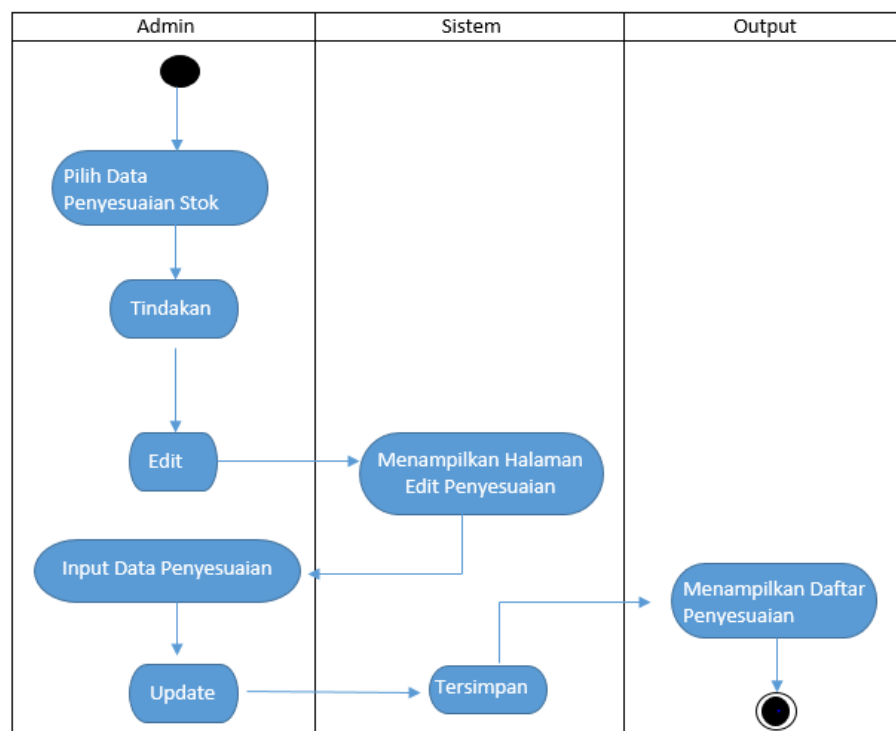 Admin
Sistem
Output
Pilih Data
Penyesuaian Stok
Tindakan
Edit
Menampilkan Halaman
Edit Penyesuaian
Input Data Penyesuaian
Menampilkan Daftar
Penyesuaian
Update
Tersimpan